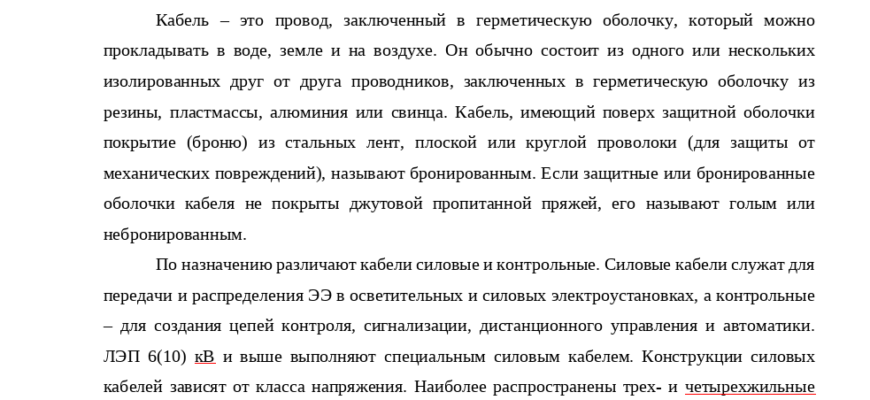 Кабель – это провод, заключенный в герметическую оболочку, который можно
прокладывать в воде, земле и на воздухе. Он обычно состоит из одного или нескольких
изолированных друг от друга проводников, заключенных в герметическую оболочку из
резины, пластмассы, алюминия или свинца. Кабель, имеющий поверх защитной оболочки
покрытие (броню) из стальных лент, плоской или круглой проволоки (для защиты от
механических повреждений), называют бронированным. Если защитные или бронированные
оболочки кабеля не покрыты джутовой пропитанной пряжей, его называют голым или
небронированным.
По назначению различают кабели силовые и контрольные. Силовые кабели служат для
передачи и распределения ЭЭ в осветительных и силовых электроустановках, а контрольные
– для создания цепей контроля, сигнализации, дистанционного управления и автоматики.
ЛЭП 6(10) кВ и выше выполняют специальным силовым кабелем. Конструкции силовых
кабелей зависят от класса напряжения. Наиболее распространены трех- и четырехжильные